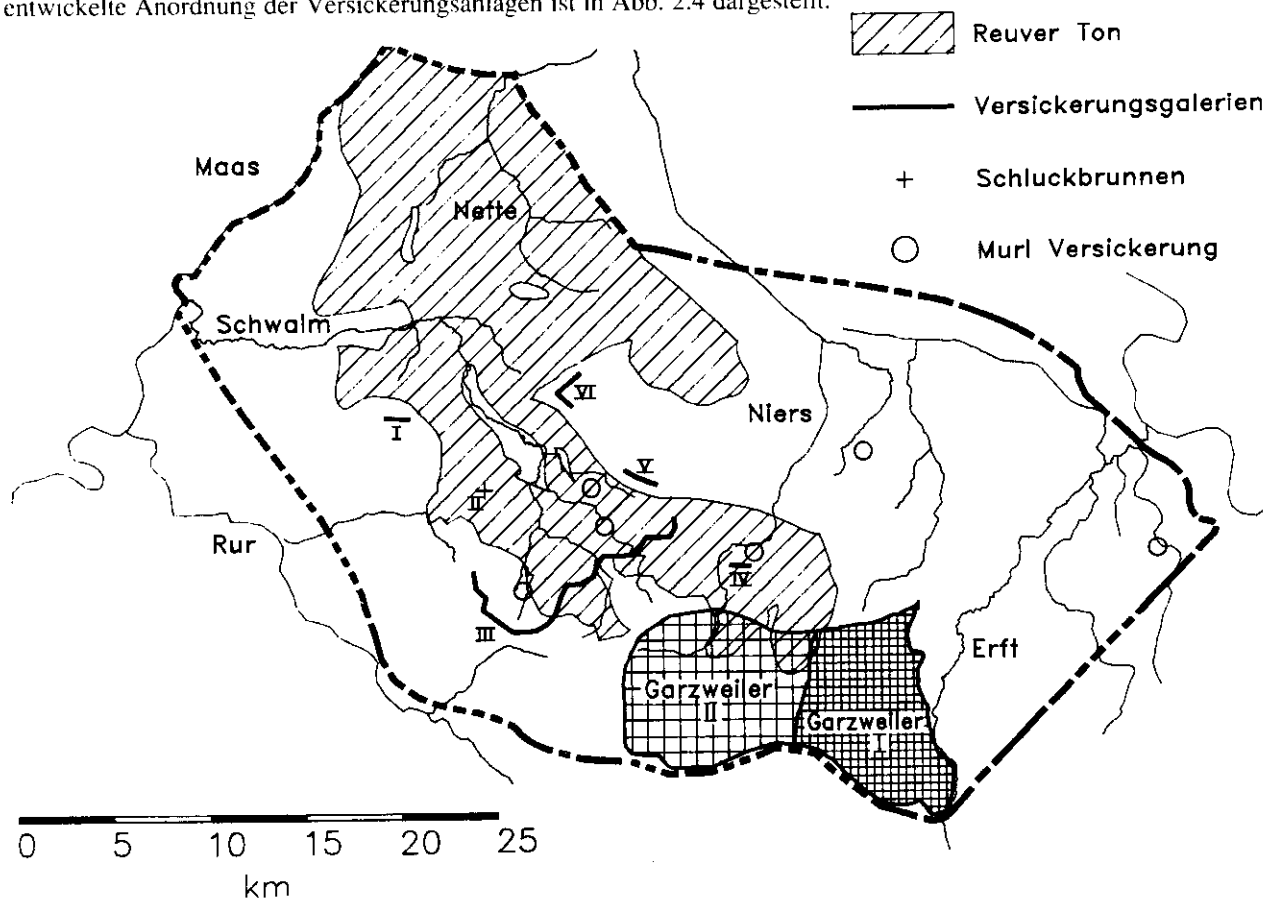 entwickelte Anordnung der Versickerungsanlagen ist in Abb. 2.4 dargestellt.
Reuver Ton
Versickerungsgalerien
Schluckbrunnen
Murl Versickerung
Maas
Nefte
Schwalm
VI
Niers
I
V
II
Rur
IV
III
Erft
Garzweiler
II
Garzweiler
I
0 5 10 15 20 25
km